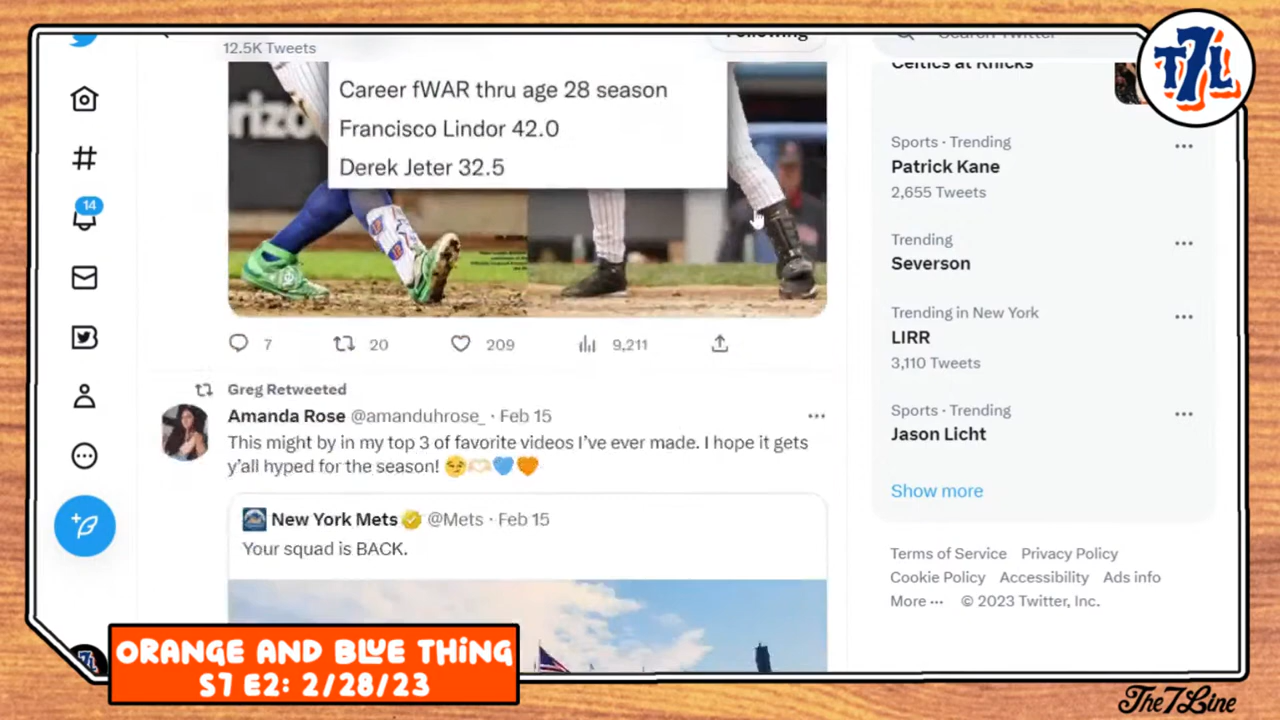 12.5K Tweets
Following
Search Twitter
Career fWAR thru age 28 season
Francisco Lindor 42.0
Derek Jeter 32.5
7
20
209
9,211
Greg Retweeted
Amanda Rose @amanduhrose_ · Feb 15
This might by in my top 3 of favorite videos I've ever made. I hope it gets
y'all hyped for the season! 😏🫶🏻💙🧡
New York Mets @Mets · Feb 15
Your squad is BACK.
14
Celtics at Knicks
Sports · Trending
Patrick Kane
2,655 Tweets
Trending
Severson
Trending in New York
LIRR
3,110 Tweets
Sports · Trending
Jason Licht
Show more
Terms of Service Privacy Policy
Cookie Policy Accessibility Ads info
More ··· © 2023 Twitter, Inc.
T7L
ORANGE AND BLUE THING
S7 E2: 2/28/23
The7Line